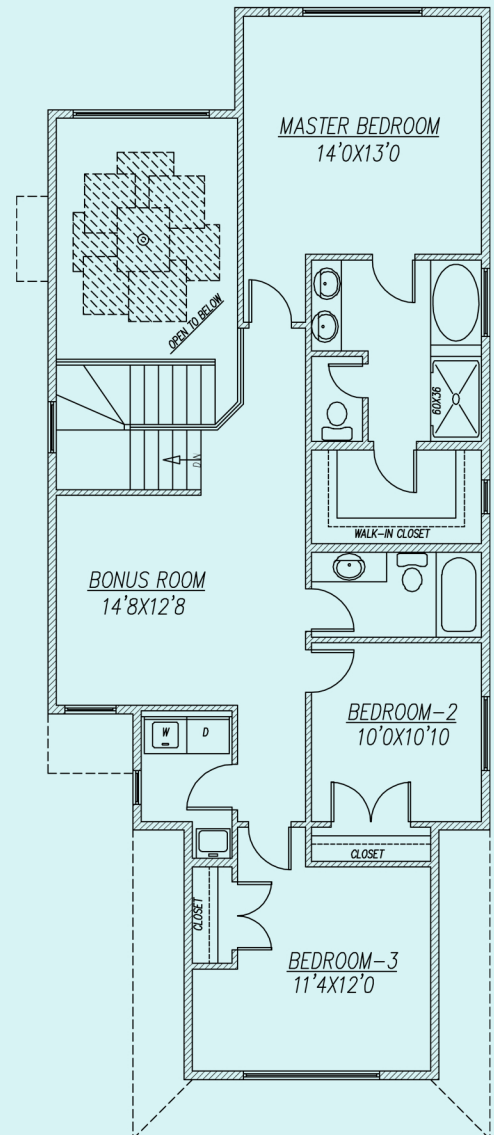 MASTER BEDROOM
14'0X13'0
OPEN TO BELOW
60X36
DN
WALK-IN CLOSET
BONUS ROOM
14'8X12'8
BEDROOM-2
10'0X10'10
W
D
CLOSET
CLOSET
BEDROOM-3
11'4X12'0